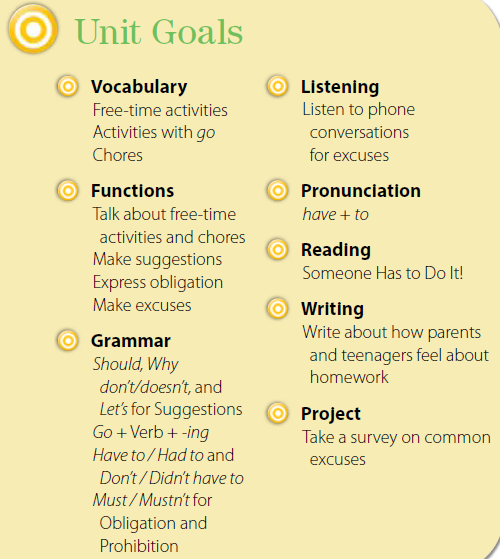 Unit Goals
Vocabulary
Free-time activities
Activities with go
Chores
Functions
Talk about free-time
activities and chores
Make suggestions
Express obligation
Make excuses
Grammar
Should, Why
don't/doesn't, and
Let's for Suggestions
Go + Verb + -ing
Have to / Had to and
Don't / Didn't have to
Must / Mustn't for
Obligation and
Prohibition
Listening
Listen to phone
conversations
for excuses
Pronunciation
have + to
Reading
Someone Has to Do It!
Writing
Write about how parents
and teenagers feel about
homework
Project
Take a survey on common
excuses